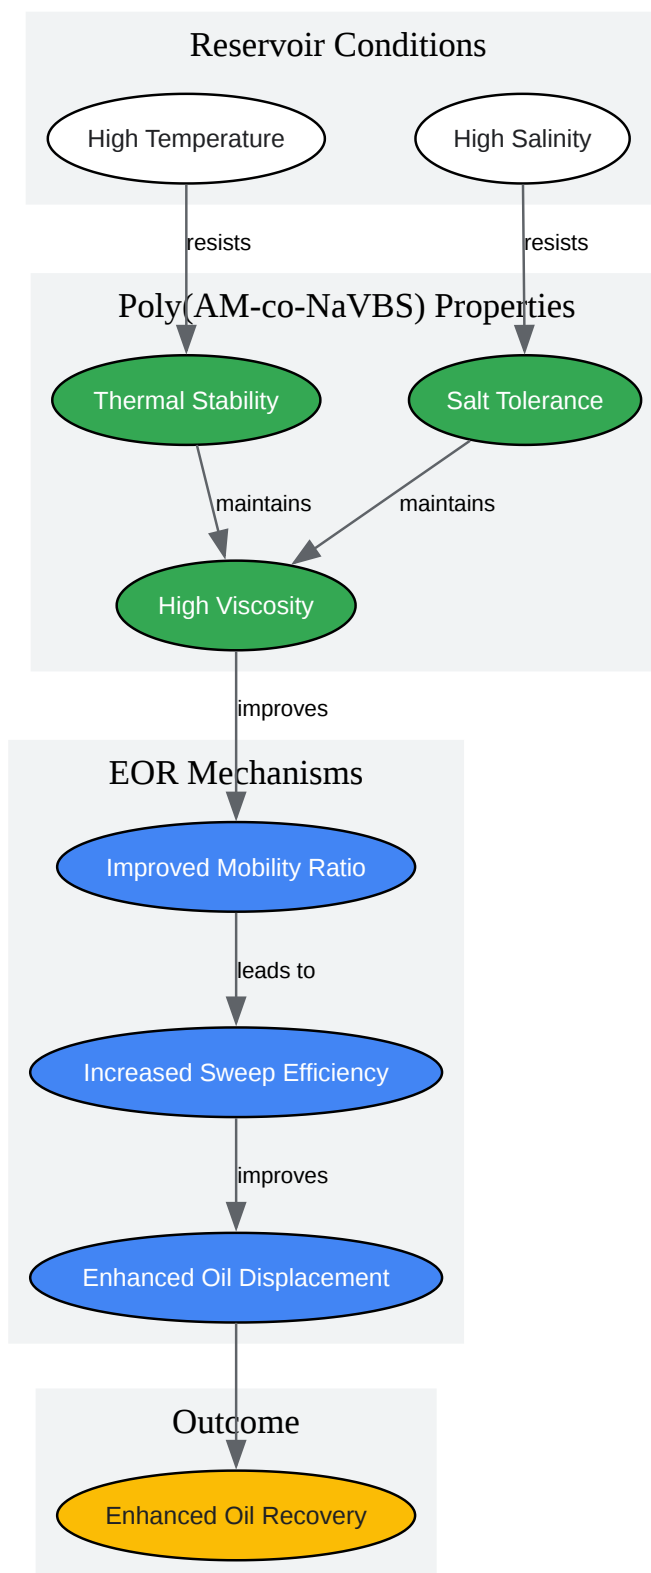 Reservoir Conditions
High Temperature
High Salinity
resists
resists
Poly(AM-co-NaVBS) Properties
Thermal Stability
Salt Tolerance
maintains
maintains
High Viscosity
improves
EOR Mechanisms
Improved Mobility Ratio
leads to
Increased Sweep Efficiency
improves
Enhanced Oil Displacement
Outcome
Enhanced Oil Recovery